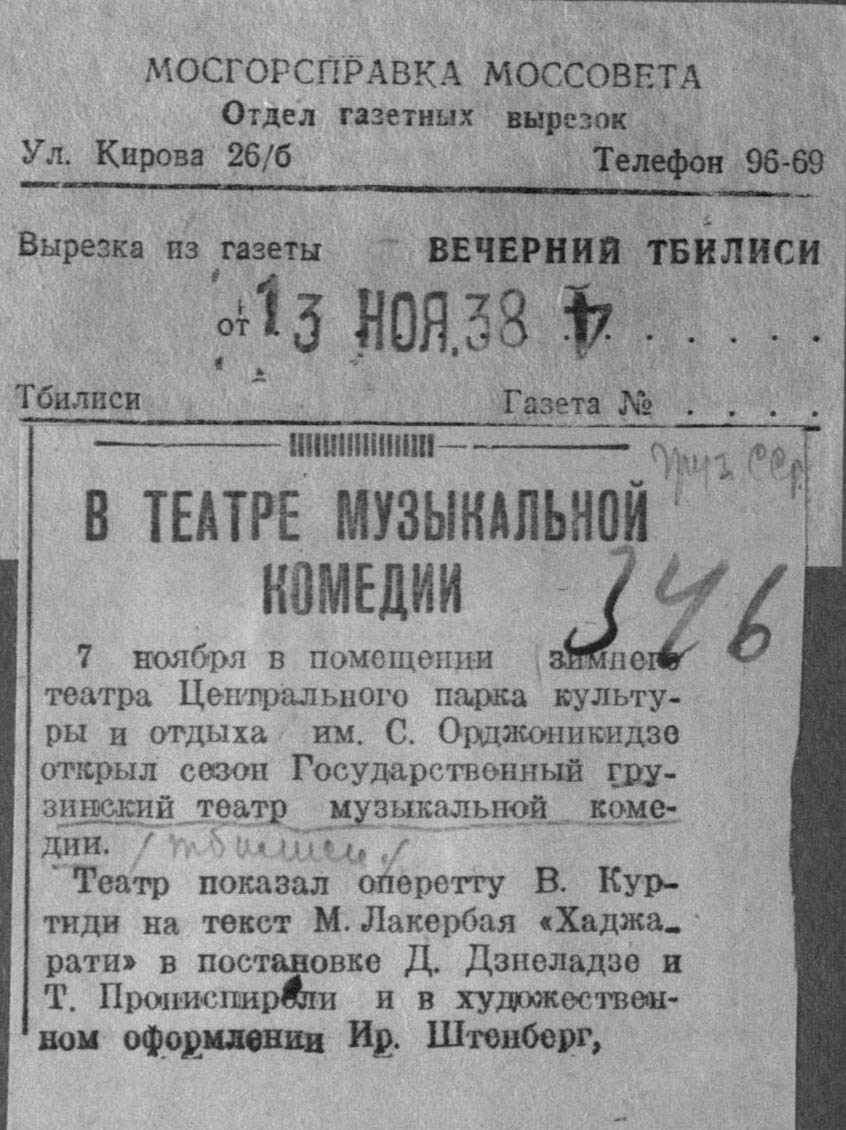 МОСГОРСПРАВКА МОССОВЕТА
Отдел газетных вырезок
Ул. Кирова 26/б Телефон 96-69
Вырезка из газеты ВЕЧЕРНИЙ ТБИЛИСИ
от 13 НОЯ. 38 . . . . . .
Тбилиси Газета № . . . .
Груз. ССр.
В ТЕАТРЕ МУЗЫКАЛЬНОЙ
КОМЕДИИ
346
7 ноября в помещении зимнего
театра Центрального парка культу-
ры и отдыха им. С. Орджоникидзе
открыл сезон Государственный гру-
зинский театр музыкальной коме-
дии. /тбилиси/
Театр показал оперетту В. Кур-
тиди на текст М. Лакербая «Хаджа-
рати» в постановке Д. Дзнеладзе и
Т. Прониспирели и в художествен-
ном оформлении Ир. Штенберг,